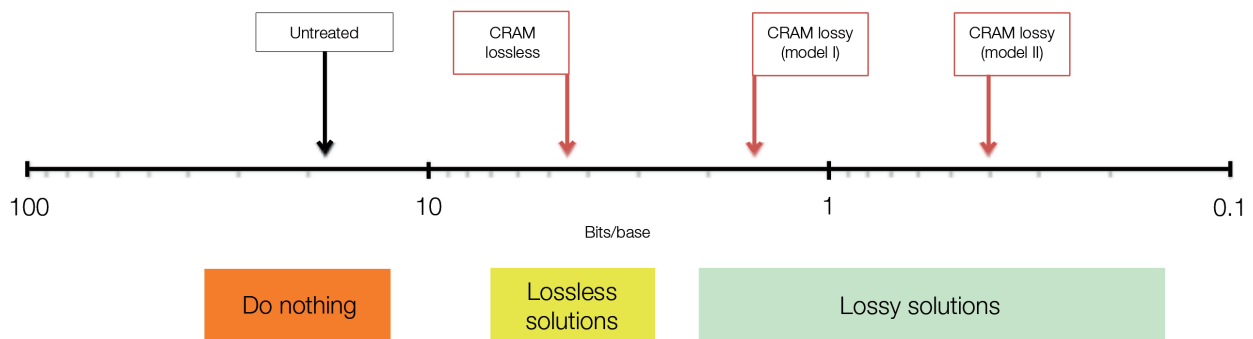 Untreated
CRAM
lossless
CRAM lossy
(model I)
CRAM lossy
(model II)
100
10
1
0.1
Bits/base
Do nothing
Lossless
solutions
Lossy solutions